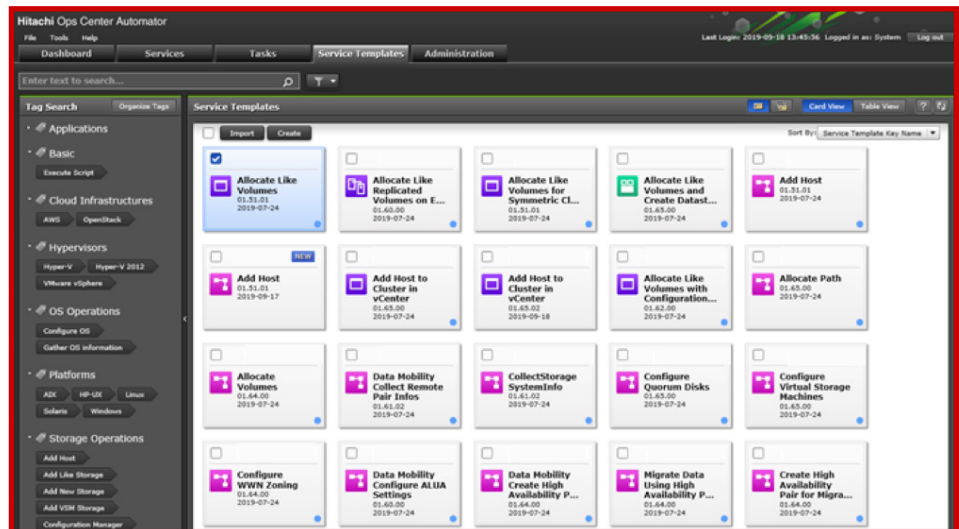 Hitachi Ops Center Automator
File Tools Help
Last Login: 2019-09-18 13:45:56 Logged in as: System Log out
Dashboard Services Tasks Service Templates Administration
Enter text to search...
Tag Search Organize Tags
Applications
Basic
Execute Script
Cloud Infrastructures
AWS OpenStack
Hypervisors
Hyper-V Hyper-V 2012
VMware vSphere
OS Operations
Configure OS
Gather OS information
Platforms
AIX HP-UX Linux
Solaris Windows
Storage Operations
Add Host
Add Like Storage
Add New Storage
Add VSM Storage
Configuration Manager
Service Templates Card View Table View ?
Import Create Sort By: Service Template Key Name
Allocate Like
Volumes
01.51.01
2019-07-24
Allocate Like
Replicated
Volumes on E...
01.60.00
2019-07-24
Allocate Like
Volumes for
Symmetric Cl...
01.51.01
2019-07-24
Allocate Like
Volumes and
Create Datast...
01.65.00
2019-07-24
Add Host
01.51.01
2019-07-24
NEW
Add Host
01.51.01
2019-09-17
Add Host to
Cluster in
vCenter
01.65.00
2019-07-24
Add Host to
Cluster in
vCenter
01.65.02
2019-09-18
Allocate Like
Volumes with
Configuration...
01.62.00
2019-07-24
Allocate Path
01.65.00
2019-07-24
Allocate
Volumes
01.64.00
2019-07-24
Data Mobility
Collect Remote
Pair Infos
01.61.02
2019-07-24
CollectStorage
SystemInfo
01.61.02
2019-07-24
Configure
Quorum Disks
01.65.00
2019-07-24
Configure
Virtual Storage
Machines
01.65.00
2019-07-24
Configure
WWN Zoning
01.64.00
2019-07-24
Data Mobility
Configure ALUA
Settings
01.60.00
2019-07-24
Data Mobility
Create High
Availability P...
01.64.00
2019-07-24
Migrate Data
Using High
Availability P...
01.64.00
2019-07-24
Create High
Availability
Pair for Migra...
01.64.00
2019-07-24